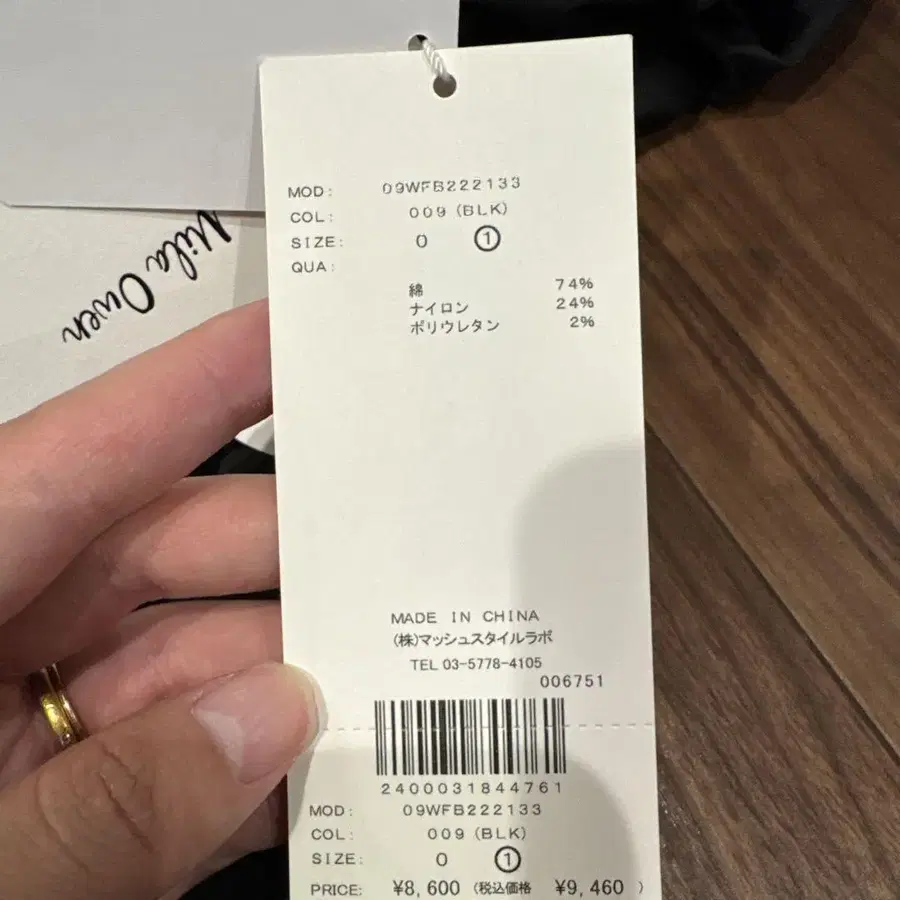 Mila Owen
MOD: 09WFB222133
COL: 009 (BLK)
SIZE: 0 ①
QUA:
綿 74%
ナイロン 24%
ポリウレタン 2%
MADE IN CHINA
(株)マッシュスタイルラボ
TEL 03-5778-4105
006751
2400031844761
MOD: 09WFB222133
COL: 009 (BLK)
SIZE: 0 ①
PRICE: ¥8,600 (税込価格 ¥9,460 )